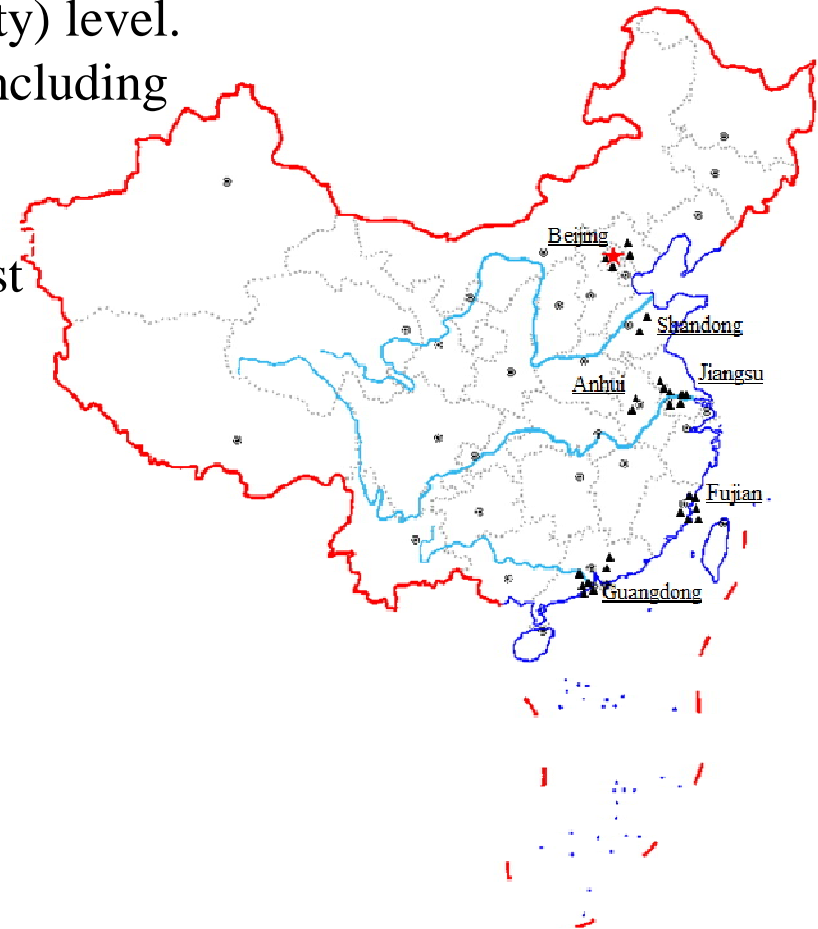 ty) level.
ncluding
st
Beijing
Shandong
Jiangsu
Anhui
Fujian
Guangdong